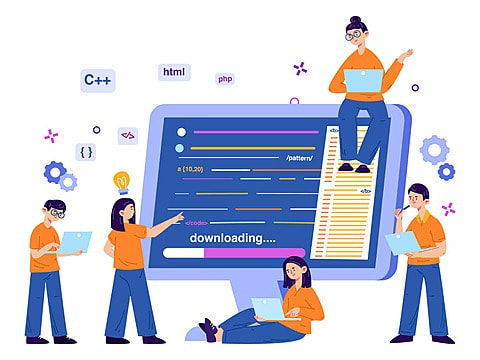 C++
html
php
</>
{ }
<b>
/pattern/
a {10,20}
<b>
</code>
downloading....